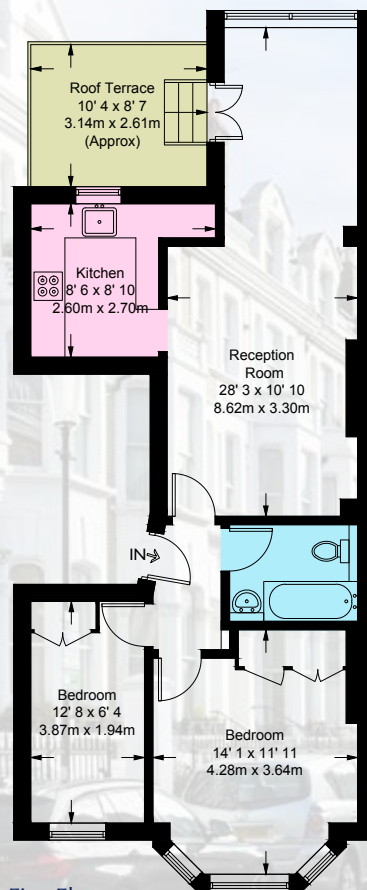 Roof Terrace
10' 4 x 8' 7
3.14m x 2.61m
(Approx)
Kitchen
8' 6 x 8' 10
2.60m x 2.70m
Reception
Room
28' 3 x 10' 10
8.62m x 3.30m
IN
Bedroom
12' 8 x 6' 4
3.87m x 1.94m
Bedroom
14' 1 x 11' 11
4.28m x 3.64m